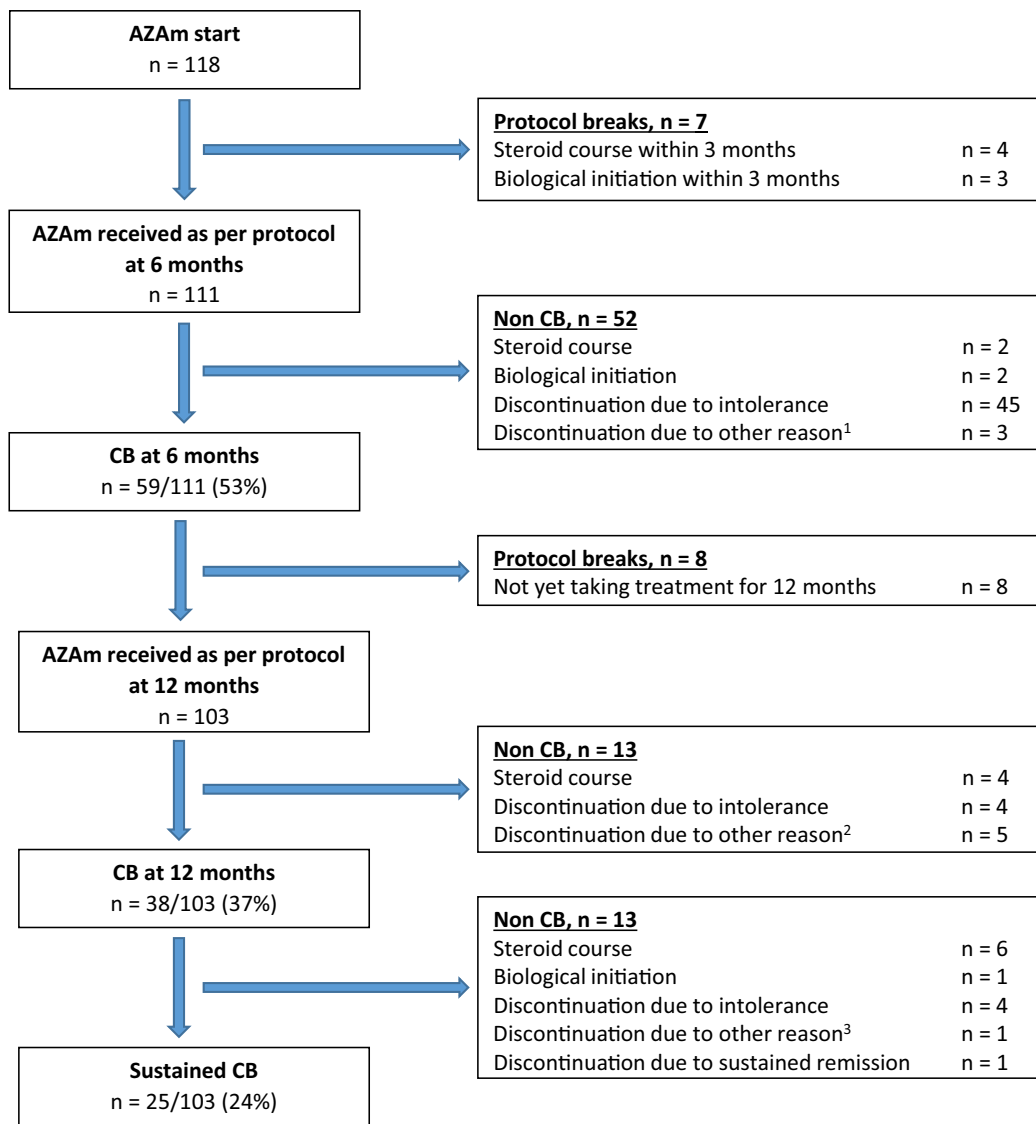 AZAm start
n = 118
Protocol breaks, n = 7
Steroid course within 3 months n = 4
Biological initiation within 3 months n = 3
AZAm received as per protocol
at 6 months
n = 111
Non CB, n = 52
Steroid course n = 2
Biological initiation n = 2
Discontinuation due to intolerance n = 45
Discontinuation due to other reason¹ n = 3
CB at 6 months
n = 59/111 (53%)
Protocol breaks, n = 8
Not yet taking treatment for 12 months n = 8
AZAm received as per protocol
at 12 months
n = 103
Non CB, n = 13
Steroid course n = 4
Discontinuation due to intolerance n = 4
Discontinuation due to other reason² n = 5
CB at 12 months
n = 38/103 (37%)
Non CB, n = 13
Steroid course n = 6
Biological initiation n = 1
Discontinuation due to intolerance n = 4
Discontinuation due to other reason³ n = 1
Discontinuation due to sustained remission n = 1
Sustained CB
n = 25/103 (24%)